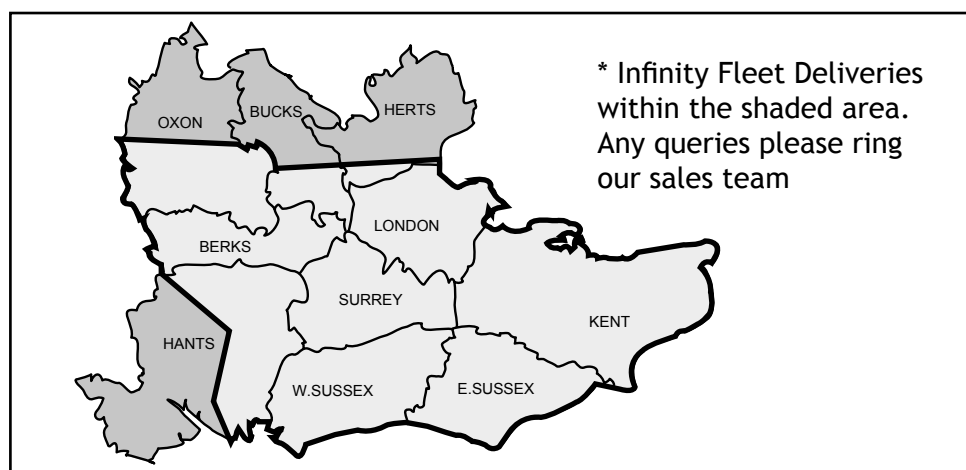 * Infinity Fleet Deliveries
within the shaded area.
Any queries please ring
our sales team
OXON
BUCKS
HERTS
BERKS
LONDON
SURREY
KENT
HANTS
W.SUSSEX
E.SUSSEX